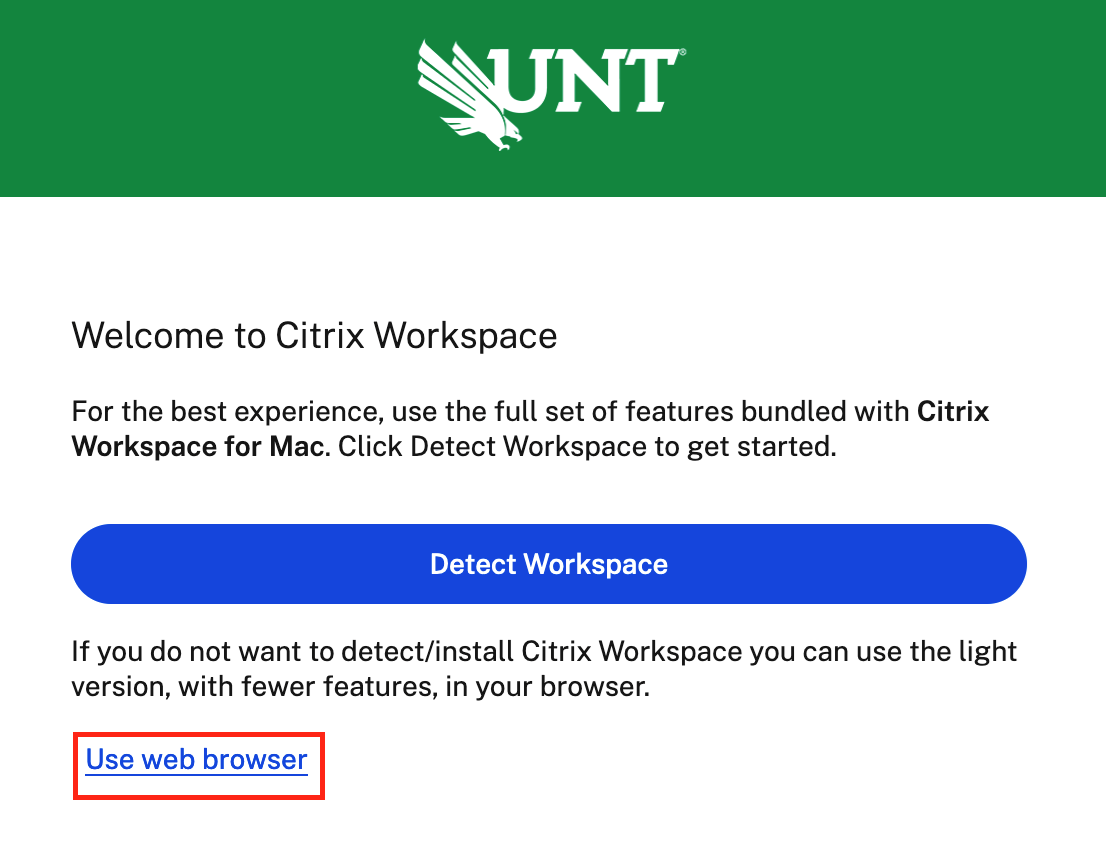 UNT®
Welcome to Citrix Workspace
For the best experience, use the full set of features bundled with Citrix
Workspace for Mac. Click Detect Workspace to get started.
Detect Workspace
If you do not want to detect/install Citrix Workspace you can use the light
version, with fewer features, in your browser.
Use web browser